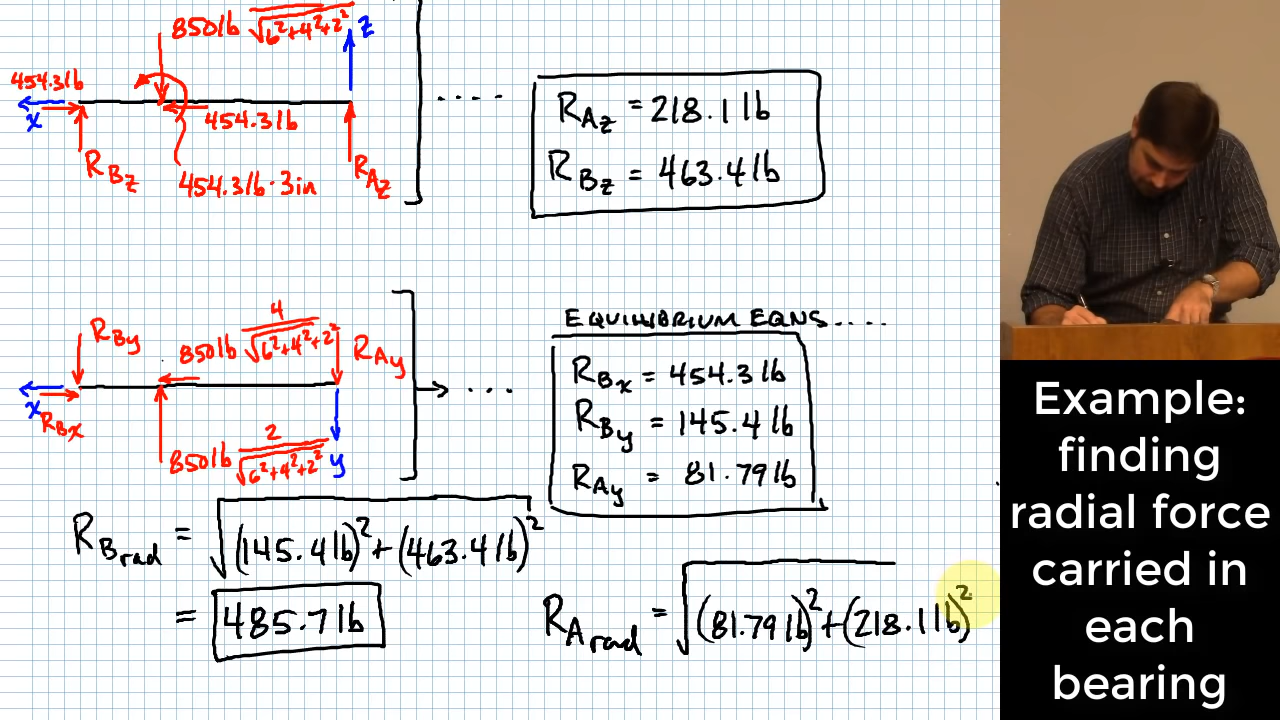 850lb √6²+4²+2²
z
454.3lb
x
454.3lb
R_Bz
454.3lb·3in
R_Az
....
R_Az = 218.1lb
R_Bz = 463.4lb
R_By
850lb 4/√6²+4²+2²
R_Ay
x
R_Bx
850lb 2/√6²+4²+2²
y
...
EQUILIBRIUM EQNS....
R_Bx = 454.3lb
R_By = 145.4lb
R_Ay = 81.79lb
R_Brad = √(145.4lb)²+(463.4lb)²
= 485.7lb
R_Arad = √(81.79lb)²+(218.1lb)²
Example:
finding
radial force
carried in
each
bearing